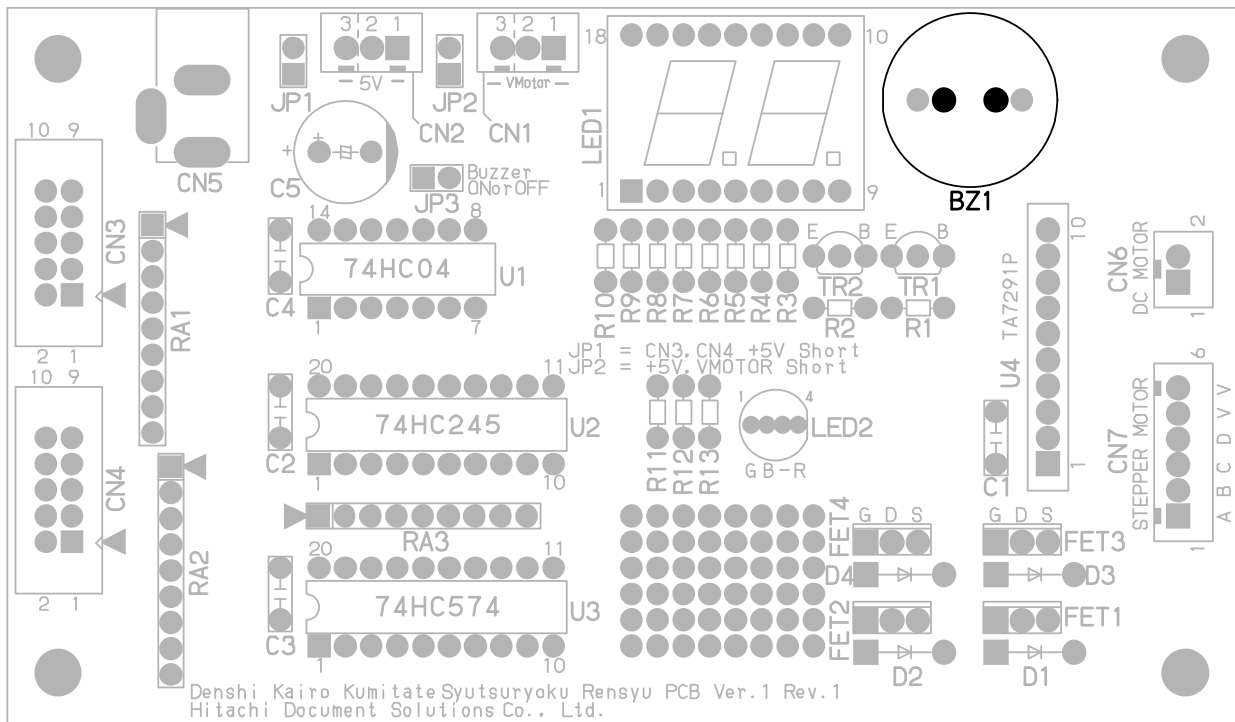 3 2 1
3 2 1
18
10
JP1
- 5V -
JP2
- VMotor -
CN2
CN1
LED1
1
9
BZ1
10 9
CN5
+
+
C5
JP3
Buzzer
ONorOFF
CN3
2 1
RA1
14
8
74HC04
U1
C4
1
7
R10
R9
R8
R7
R6
R5
R4
R3
E B
TR2
R2
E B
TR1
R1
TA7291P
10
U4
1
CN6
DC MOTOR
2
1
JP1 = CN3,CN4 +5V Short
JP2 = +5V,VMOTOR Short
10 9
CN4
2 1
RA2
20
11
74HC245
U2
C2
1
10
R11
R12
R13
1
4
LED2
GB-R
C1
CN7
STEPPER MOTOR
6
1
A B C D V V
RA3
20
11
74HC574
U3
C3
1
10
FET4
G D S
D4
G D S
FET3
D3
FET2
D2
FET1
D1
Denshi Kairo Kumitate Syutsuryoku Rensyu PCB Ver.1 Rev.1
Hitachi Document Solutions Co., Ltd.